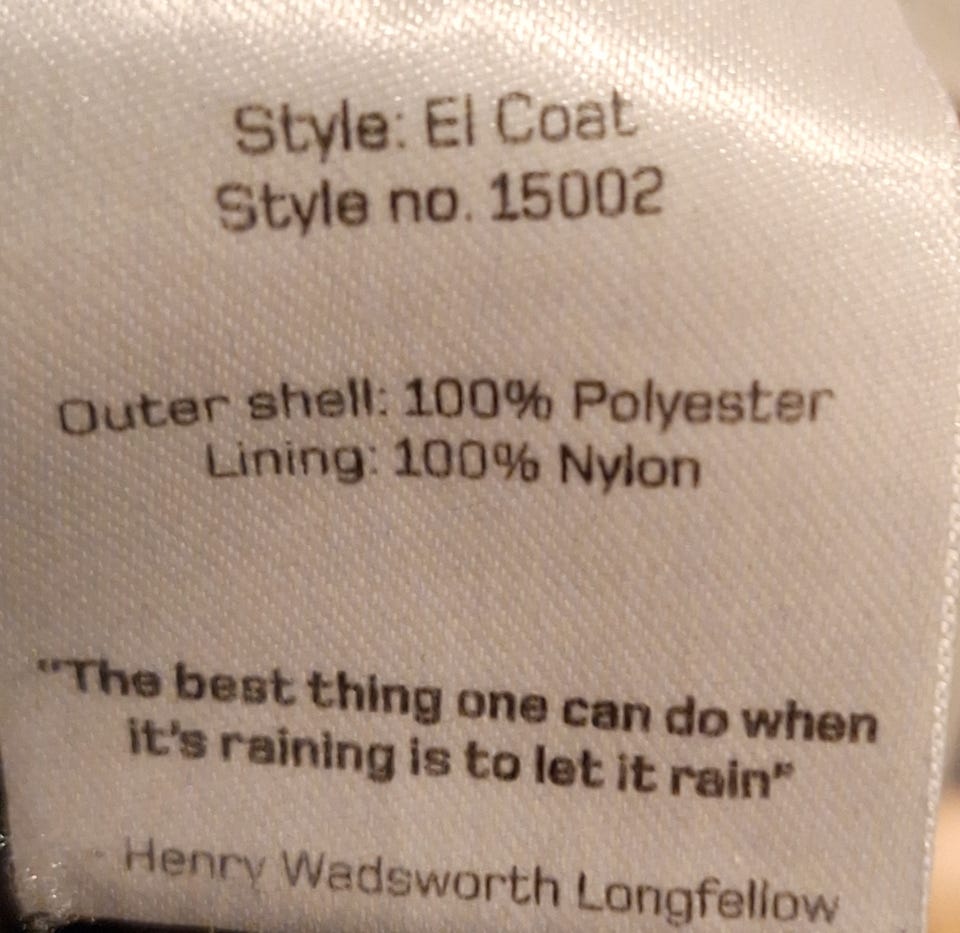 Style: El Coat
Style no. 15002
Outer shell: 100% Polyester
Lining: 100% Nylon
“The best thing one can do when
it's raining is to let it rain”
- Henry Wadsworth Longfellow